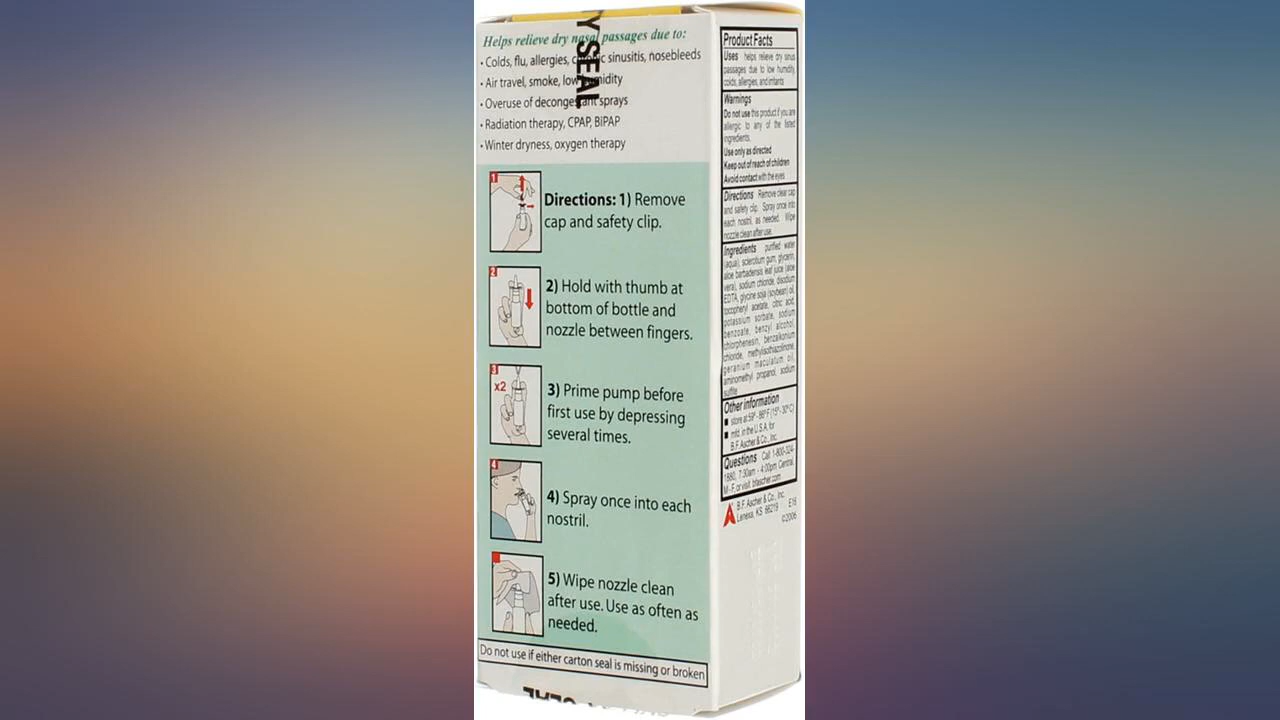 Helps relieve dry nasal passages due to:
• Colds, flu, allergies, chronic sinusitis, nosebleeds
• Air travel, smoke, low humidity
• Overuse of decongestant sprays
• Radiation therapy, CPAP, BiPAP
• Winter dryness, oxygen therapy
Y SEAL
1
Directions: 1) Remove
cap and safety clip.
2
2) Hold with thumb at
bottom of bottle and
nozzle between fingers.
3
x2
3) Prime pump before
first use by depressing
several times.
4
4) Spray once into each
nostril.
5) Wipe nozzle clean
after use. Use as often as
needed.
Do not use if either carton seal is missing or broken
SEAL
Product Facts
Uses helps relieve dry sinus
passages due to low humidity,
colds, allergies, and irritants
Warnings
Do not use this product if you are
allergic to any of the listed
ingredients.
Use only as directed
Keep out of reach of children
Avoid contact with the eyes
Directions Remove clear cap
and safety clip. Spray once into
each nostril, as needed. Wipe
nozzle clean after use.
Ingredients purified water
(aqua), sclerotium gum, glycerin,
aloe barbadensis leaf juice (aloe
vera), sodium chloride, disodium
EDTA, glycine soja (soybean) oil,
tocopheryl acetate, citric acid,
potassium sorbate, sodium
benzoate, benzyl alcohol,
chlorphenesin, benzalkonium
chloride, methylisothiazolinone,
geranium maculatum oil,
aminomethyl propanol, sodium
sulfite
Other information
■ store at 59° - 86° F (15° - 30° C)
■ mfd. in the U.S.A. for
B.F. Ascher & Co., Inc.
Questions Call 1-800-324-
1880, 7:30am - 4:00pm Central,
M - F, or visit bfascher.com
B.F. Ascher & Co., Inc.
Lenexa, KS 66219
E16
©2006